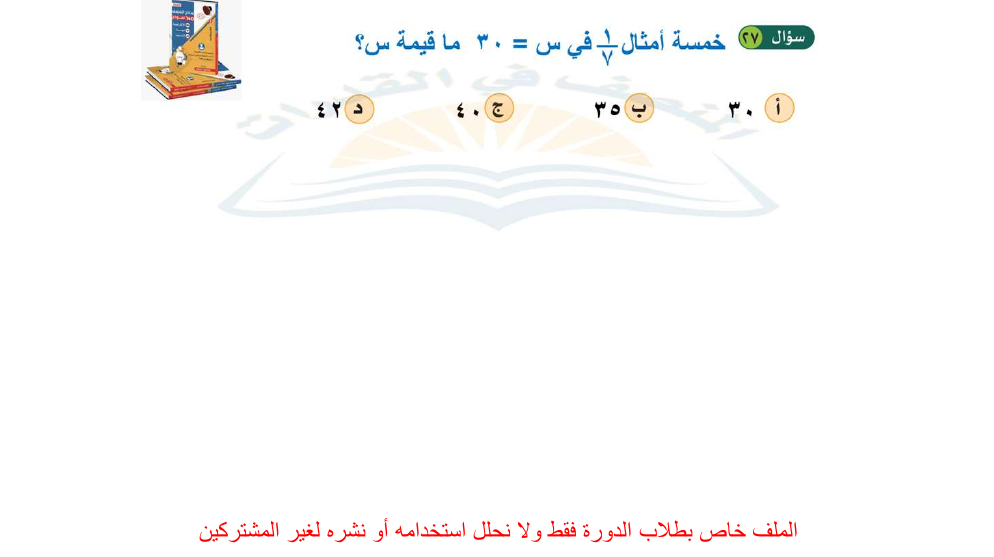 سؤال ٢٧ خمسة أمثال ١/٧ في س = ٣٠ ما قيمة س؟
أ ٣٠ ب ٣٥ ج ٤٠ د ٤٢
الملف خاص بطلاب الدورة فقط ولا نحلل استخدامه أو نشره لغير المشتركين